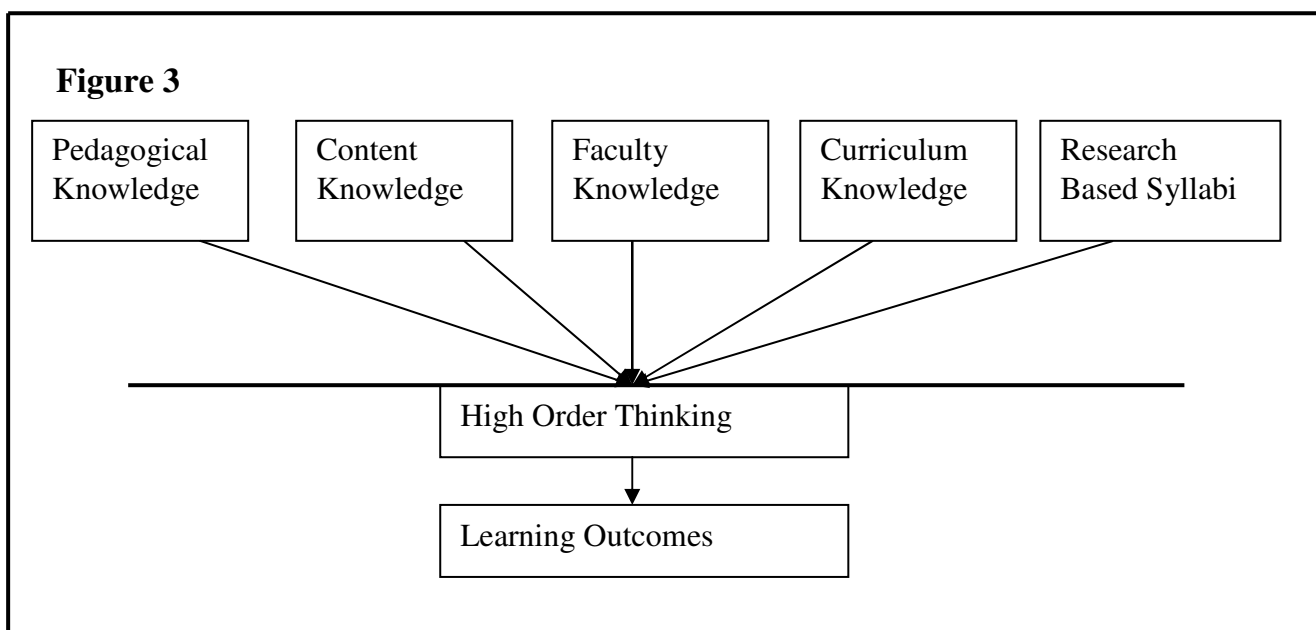 Figure 3
Pedagogical
Knowledge
Content
Knowledge
Faculty
Knowledge
Curriculum
Knowledge
Research
Based Syllabi
High Order Thinking
Learning Outcomes